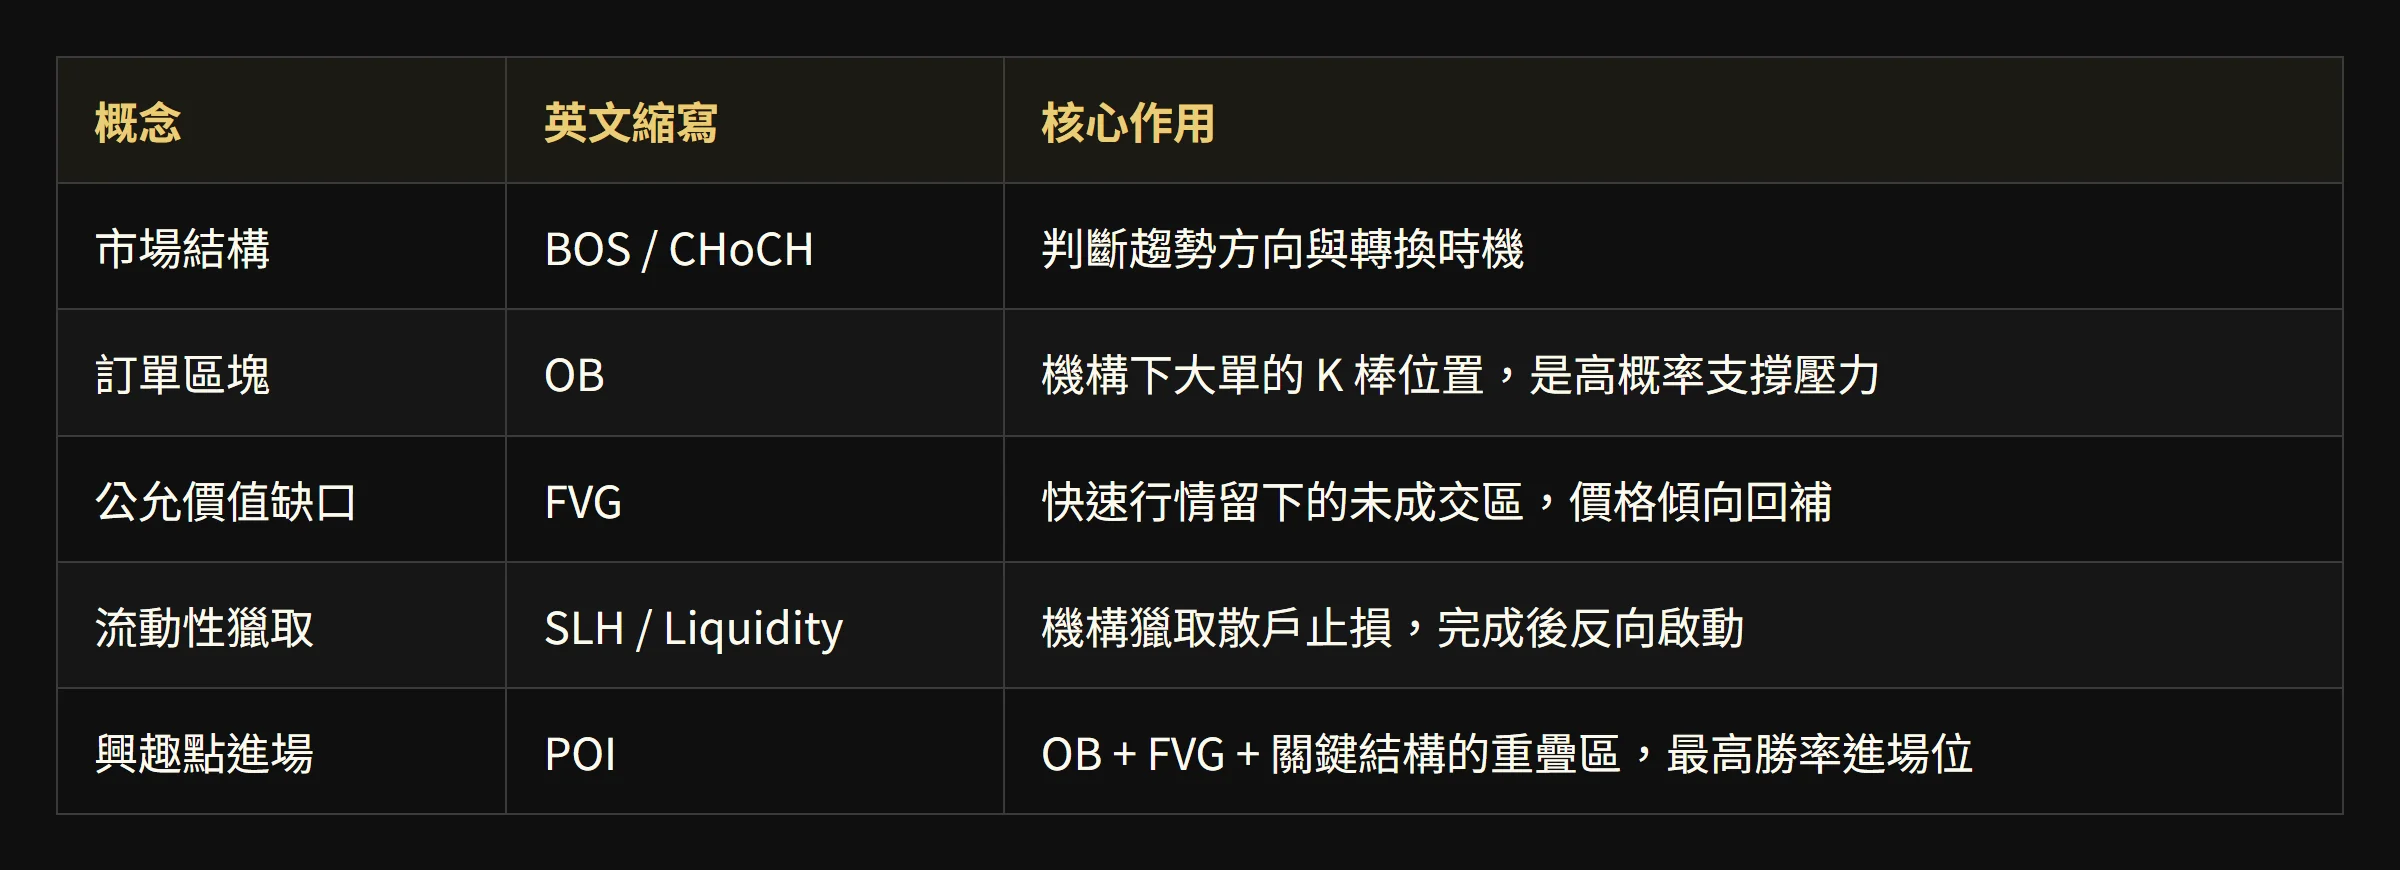 概念 英文縮寫 核心作用
市場結構 BOS / CHoCH 判斷趨勢方向與轉換時機
訂單區塊 OB 機構下大單的 K 棒位置，是高概率支撐壓力
公允價值缺口 FVG 快速行情留下的未成交區，價格傾向回補
流動性獵取 SLH / Liquidity 機構獵取散戶止損，完成後反向啟動
興趣點進場 POI OB + FVG + 關鍵結構的重疊區，最高勝率進場位